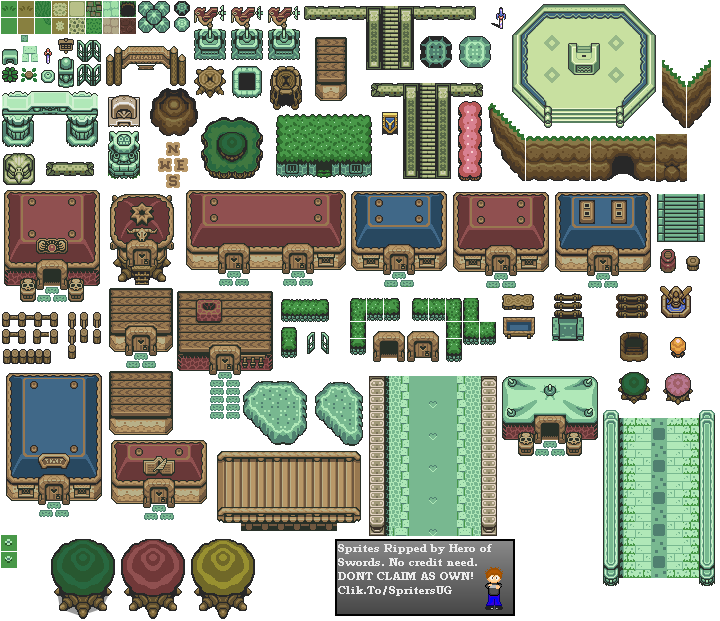 N
W E
S
Sprites Ripped by Hero of
Swords. No credit need.
DONT CLAIM AS OWN!
Clik.To/SpritersUG